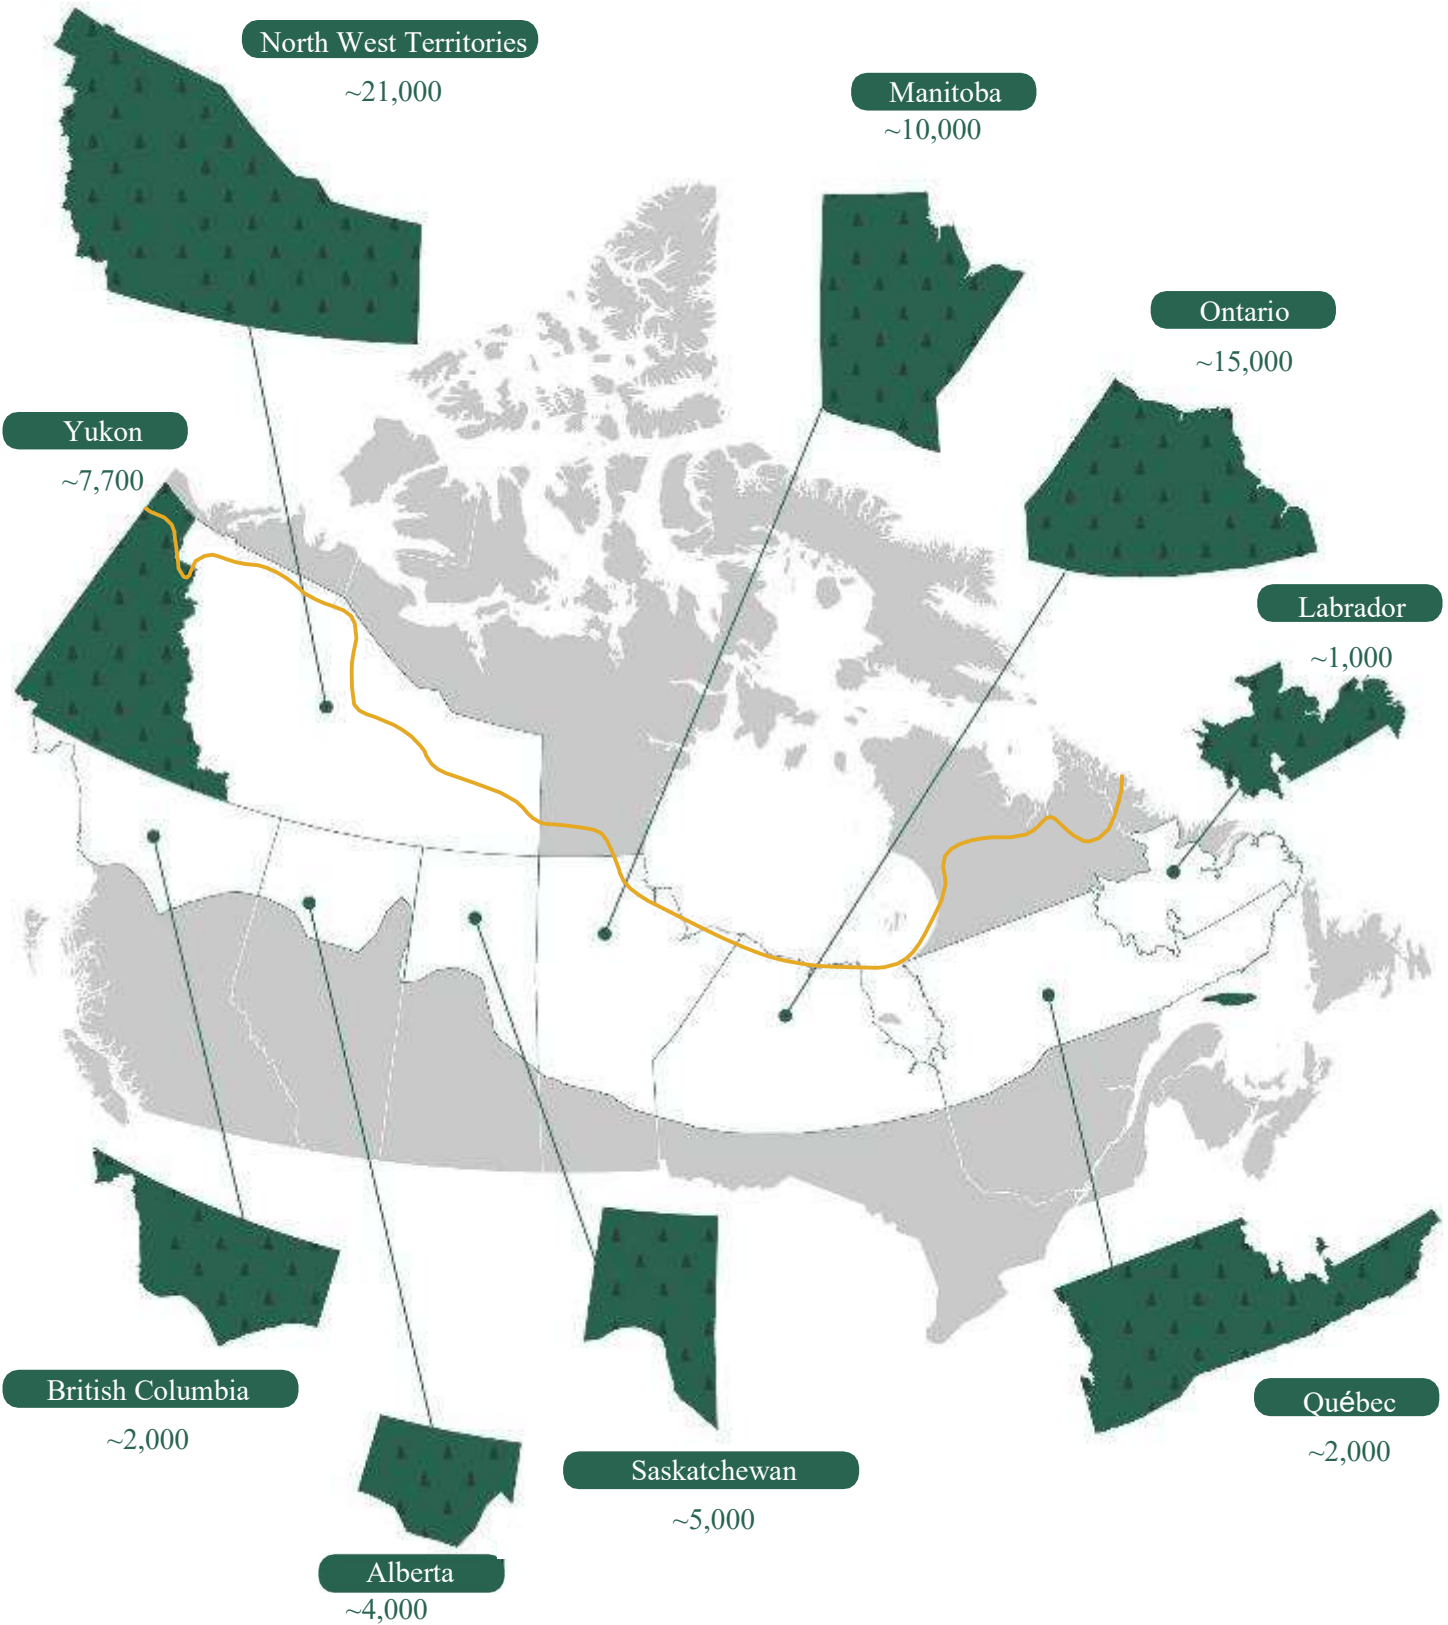 North West Territories
~21,000
Manitoba
~10,000
Ontario
~15,000
Yukon
~7,700
Labrador
~1,000
British Columbia
~2,000
Québec
~2,000
Saskatchewan
~5,000
Alberta
~4,000